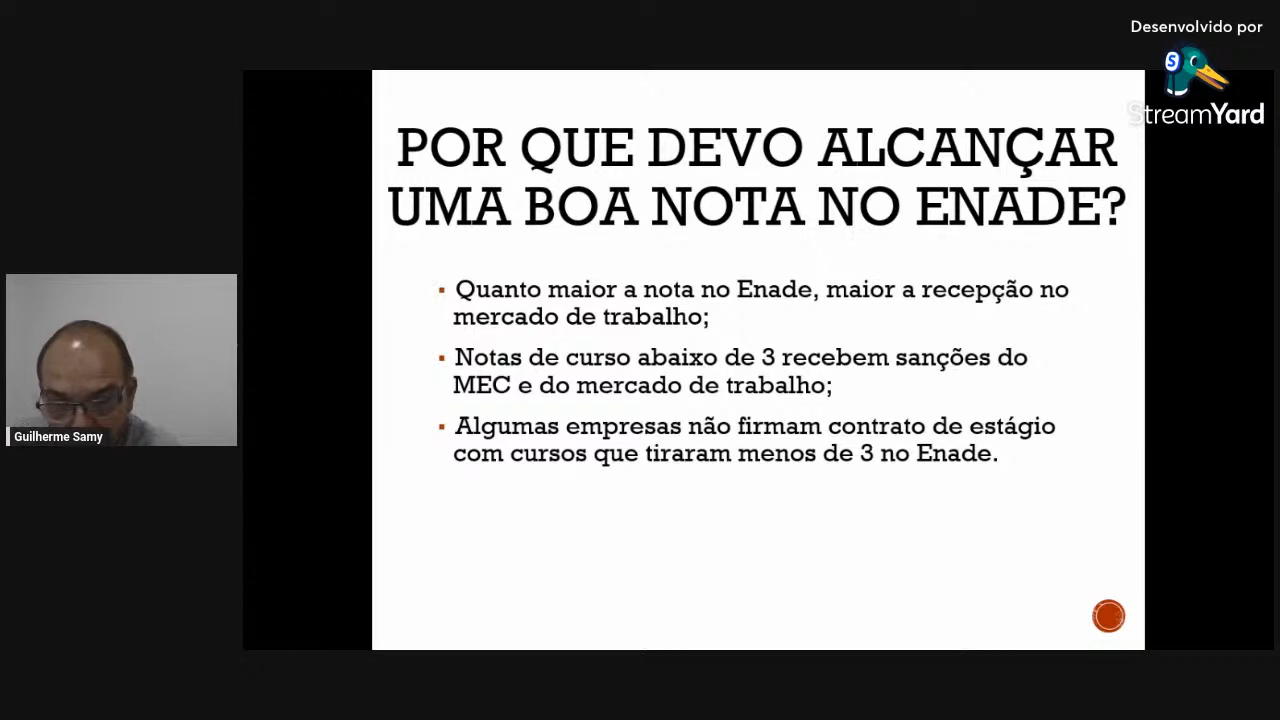 Desenvolvido por
StreamYard
POR QUE DEVO ALCANÇAR
UMA BOA NOTA NO ENADE?
▪ Quanto maior a nota no Enade, maior a recepção no
mercado de trabalho;
▪ Notas de curso abaixo de 3 recebem sanções do
MEC e do mercado de trabalho;
▪ Algumas empresas não firmam contrato de estágio
com cursos que tiraram menos de 3 no Enade.
Guilherme Samy